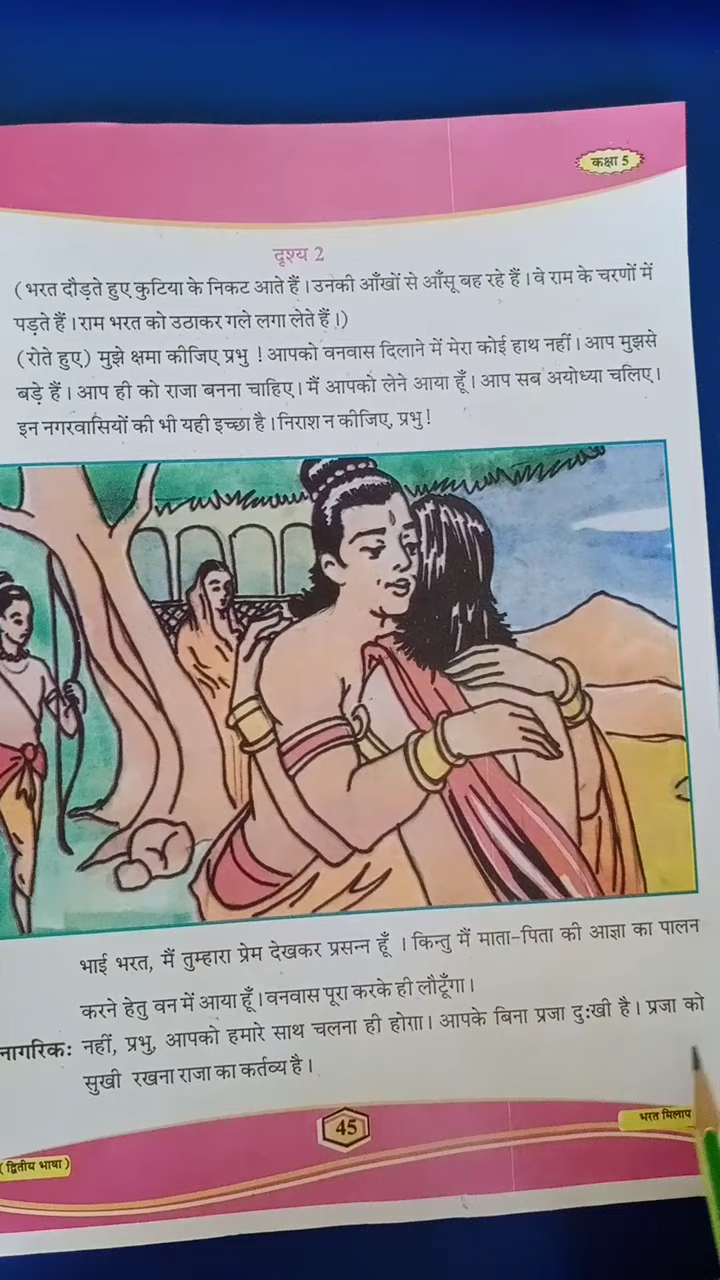 कक्षा 5
दृश्य 2
( भरत दौड़ते हुए कुटिया के निकट आते हैं । उनकी आँखों से आँसू बह रहे हैं । वे राम के चरणों में
पड़ते हैं । राम भरत को उठाकर गले लगा लेते हैं ।)
(रोते हुए) मुझे क्षमा कीजिए प्रभु ! आपको वनवास दिलाने में मेरा कोई हाथ नहीं । आप मुझसे
बड़े हैं । आप ही को राजा बनना चाहिए । मैं आपको लेने आया हूँ । आप सब अयोध्या चलिए ।
इन नगरवासियों की भी यही इच्छा है । निराश न कीजिए, प्रभु !
भाई भरत, मैं तुम्हारा प्रेम देखकर प्रसन्न हूँ । किन्तु मैं माता-पिता की आज्ञा का पालन
करने हेतु वन में आया हूँ । वनवास पूरा करके ही लौटूँगा ।
नागरिक: नहीं, प्रभु, आपको हमारे साथ चलना ही होगा । आपके बिना प्रजा दु:खी है । प्रजा को
सुखी रखना राजा का कर्तव्य है ।
45
भरत मिलाप
( द्वितीय भाषा )